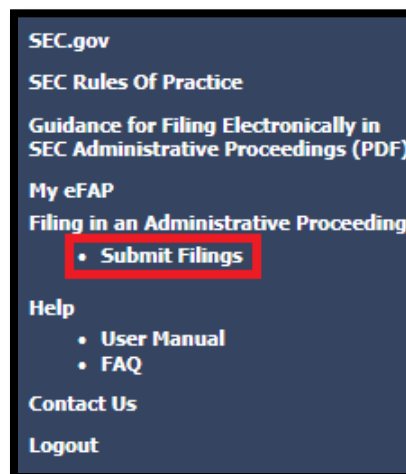 SEC.gov
SEC Rules Of Practice
Guidance for Filing Electronically in
SEC Administrative Proceedings (PDF)
My eFAP
Filing in an Administrative Proceeding
• Submit Filings
Help
• User Manual
• FAQ
Contact Us
Logout